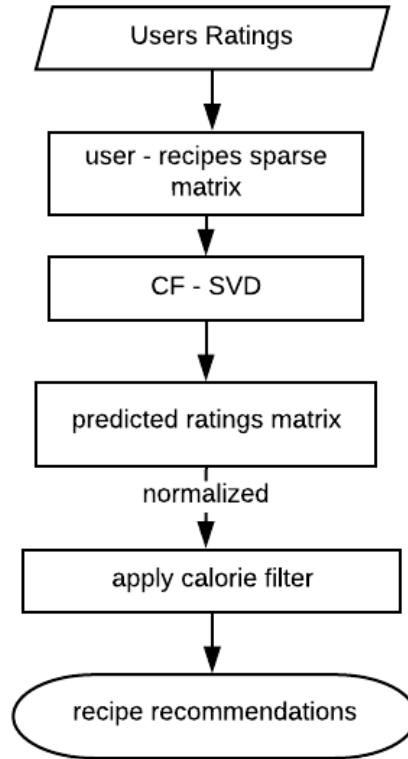 Users Ratings
user - recipes sparse
matrix
CF - SVD
predicted ratings matrix
normalized
apply calorie filter
recipe recommendations